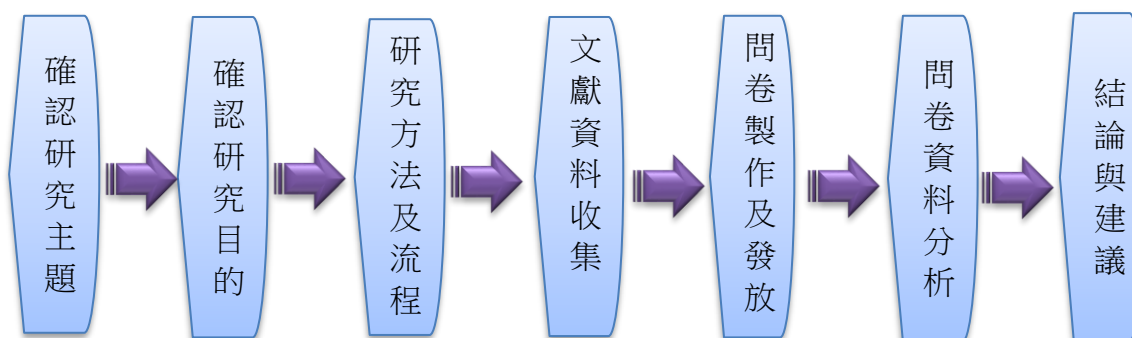 確認研究主題
確認研究目的
研究方法及流程
文獻資料收集
問卷製作及發放
問卷資料分析
結論與建議